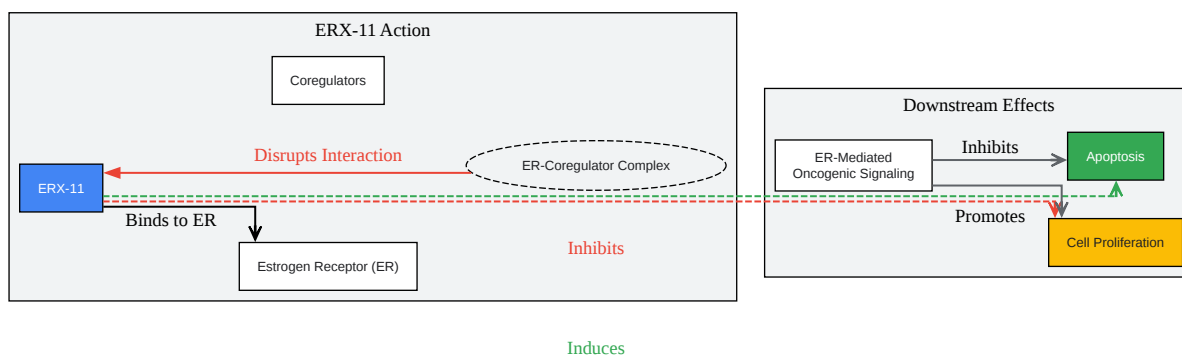 ERX-11 Action
Coregulators
Downstream Effects
Disrupts Interaction
ER-Coregulator Complex
ER-Mediated
Oncogenic Signaling
Inhibits
Apoptosis
ERX-11
Binds to ER
Promotes
Cell Proliferation
Estrogen Receptor (ER)
Inhibits
Induces